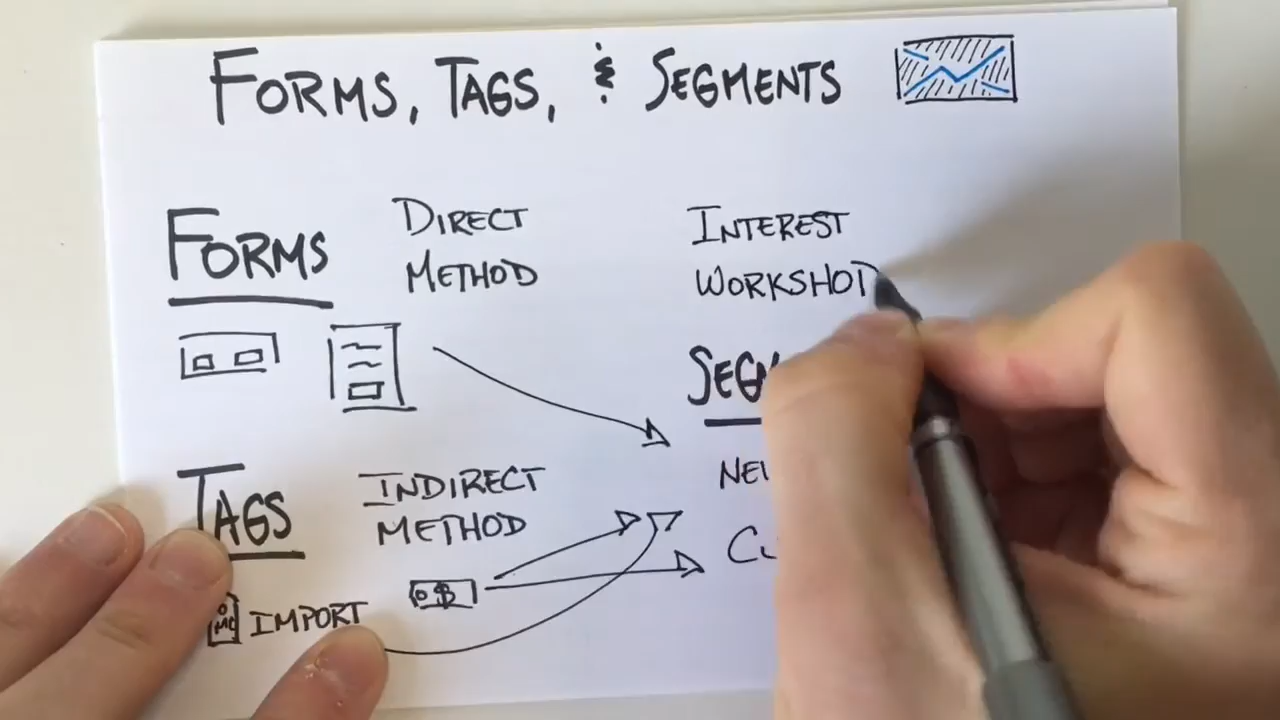 FORMS, TAGS, & SEGMENTS
FORMS
DIRECT
METHOD
INTEREST
WORKSHOP
TAGS
INDIRECT
METHOD
$
IMPORT